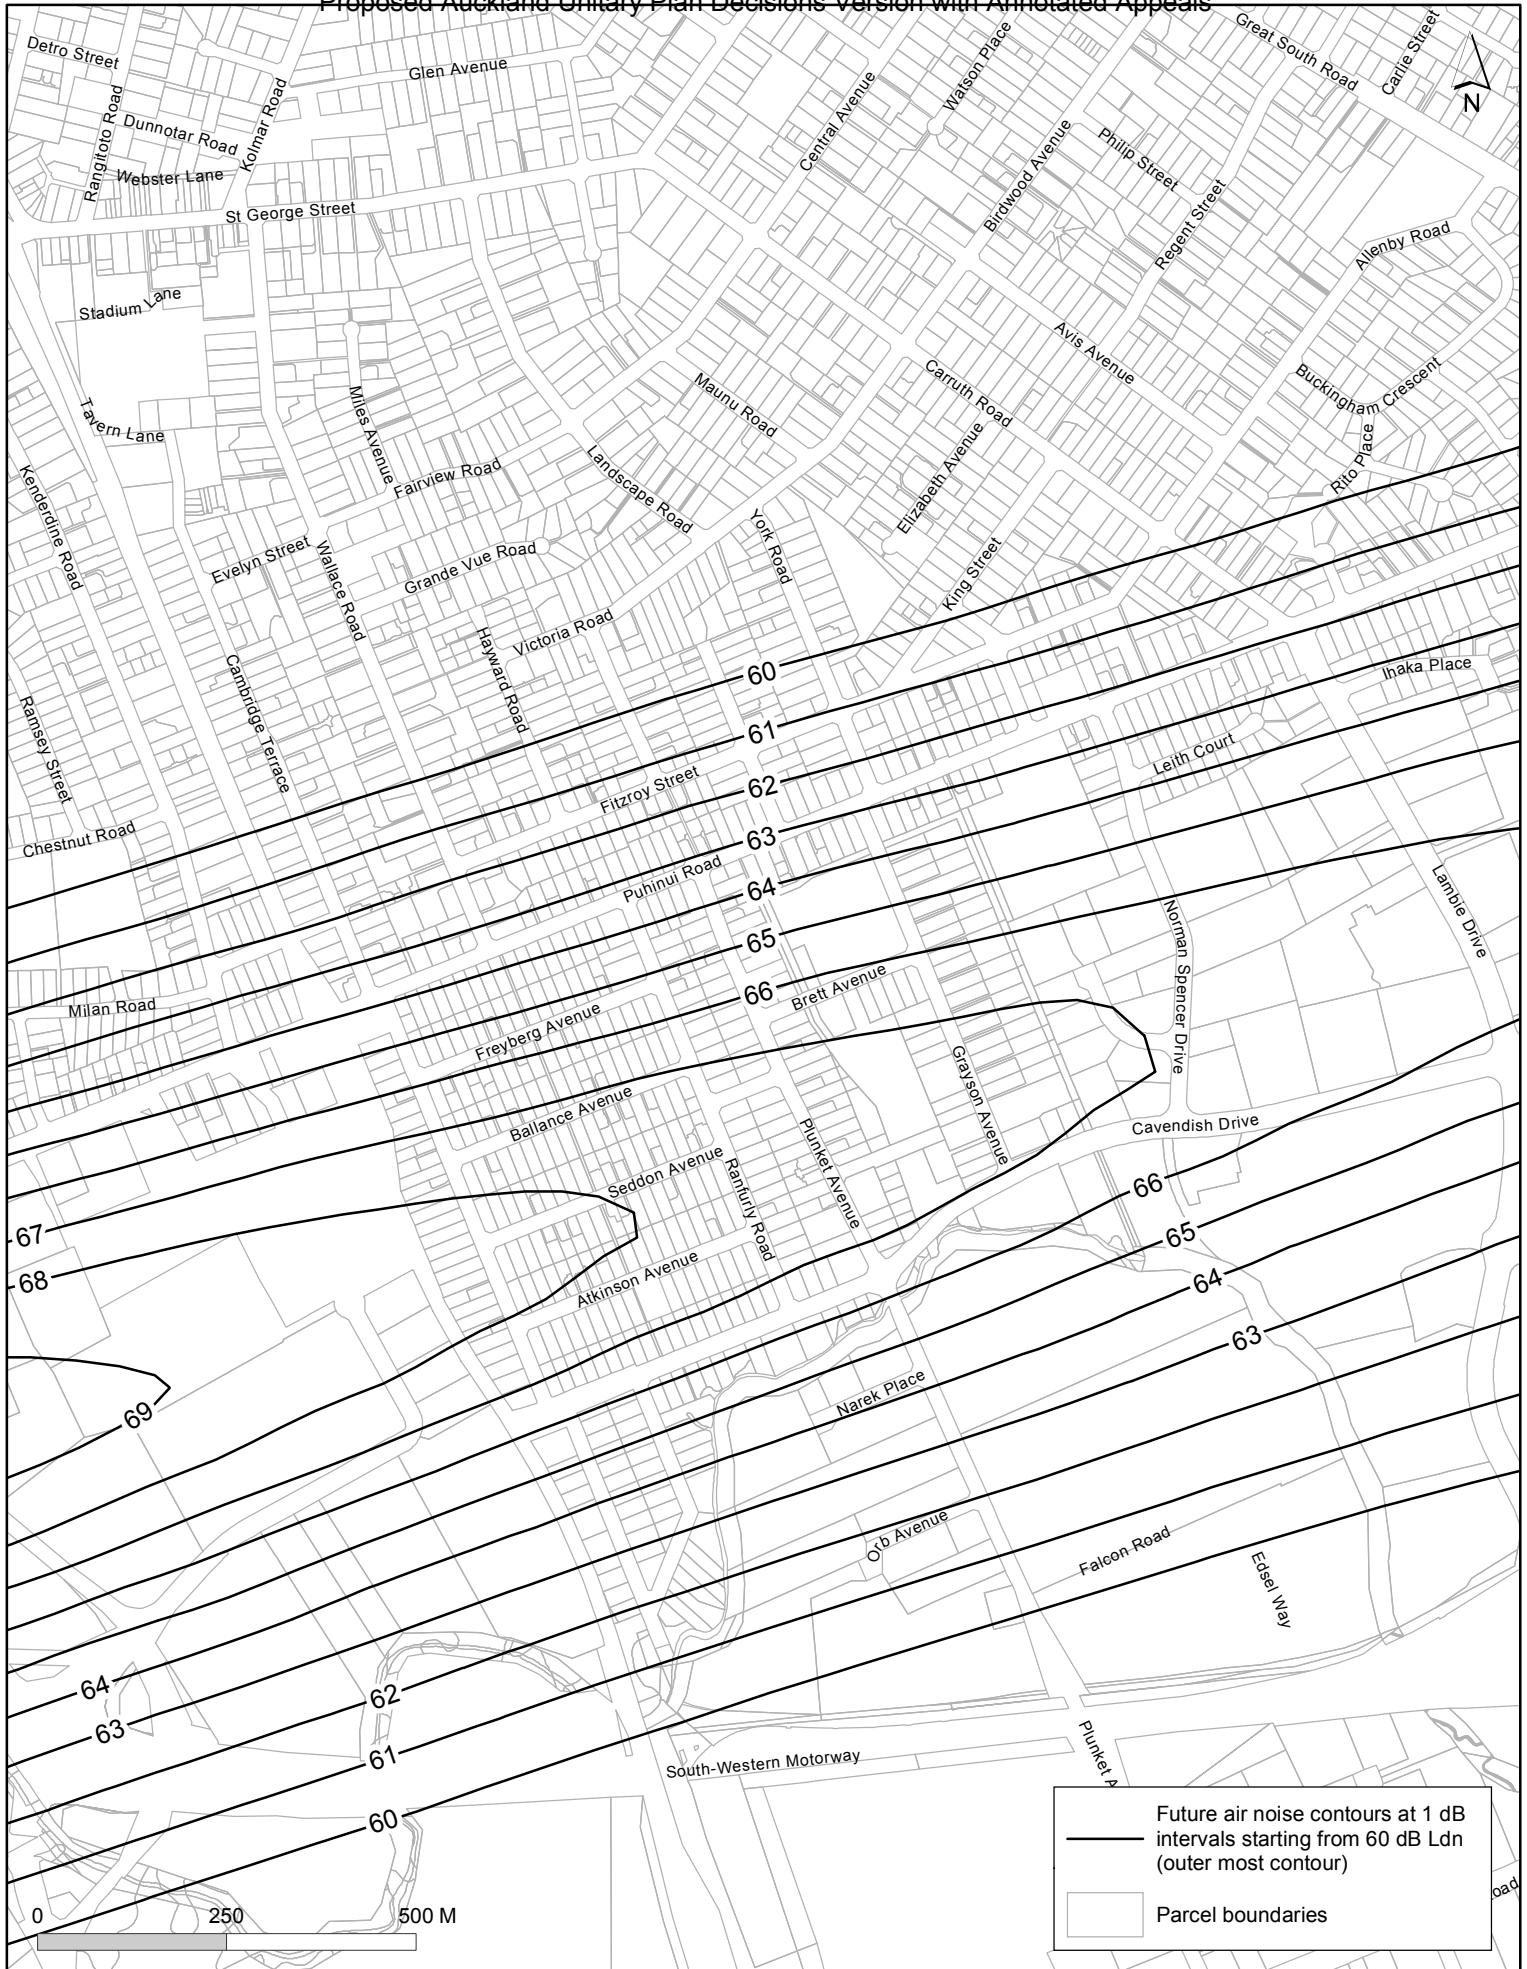 Proposed Auckland Unitary Plan Decisions Version with Annotated Appeals
Detro Street
Glen Avenue
Great South Road
Carlie Street
Watson Place
N
Rangitoto Road
Dunnotar Road
Kolmar Road
Central Avenue
Birdwood Avenue
Philip Street
Webster Lane
St George Street
Regent Street
Allenby Road
Stadium Lane
Avis Avenue
Buckingham Crescent
Carruth Road
Maunu Road
Miles Avenue
Tavern Lane
Rito Place
Elizabeth Avenue
Landscape Road
Fairview Road
Kenderdine Road
York Road
Evelyn Street
Grande Vue Road
Wallace Road
King Street
Victoria Road
Hayward Road
Cambridge Terrace
60
Ihaka Place
Ramsey Street
61
Leith Court
Fitzroy Street
62
Chestnut Road
63
Puhinui Road
64
Lambie Drive
65
Norman Spencer Drive
66
Brett Avenue
Milan Road
Freyberg Avenue
Grayson Avenue
Ballance Avenue
Cavendish Drive
Plunket Avenue
Seddon Avenue
Ranfurly Road
66
67
65
68
Atkinson Avenue
64
63
Narek Place
69
Orb Avenue
Falcon Road
Edsel Way
64
62
63
61
South-Western Motorway
Plunket A
60
Future air noise contours at 1 dB
intervals starting from 60 dB Ldn
(outer most contour)
oad
Parcel boundaries
0 250 500 M